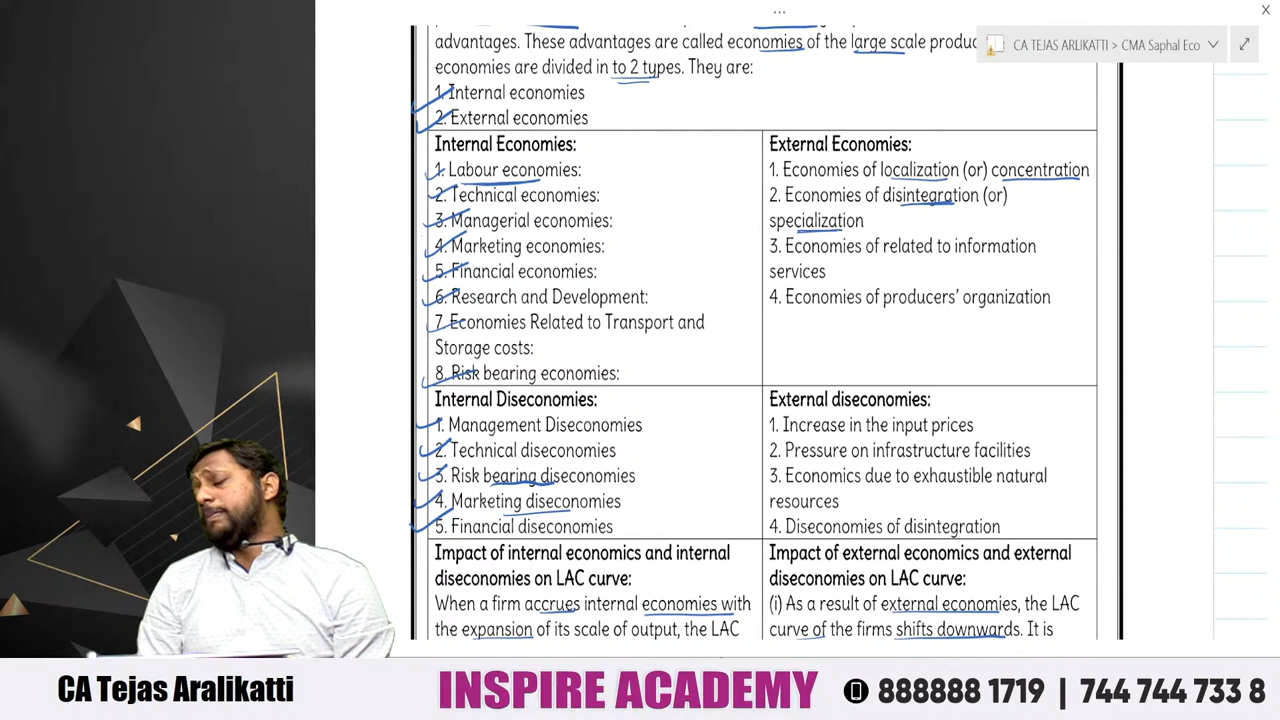 advantages. These advantages are called economies of the large scale produc
CA TEJAS ARLIKATTI > CMA Saphal Eco
economies are divided in to 2 types. They are:
1. Internal economies
2. External economies
Internal Economies:
1. Labour economies:
2. Technical economies:
3. Managerial economies:
4. Marketing economies:
5. Financial economies:
6. Research and Development:
7. Economies Related to Transport and
Storage costs:
8. Risk bearing economies:
External Economies:
1. Economies of localization (or) concentration
2. Economies of disintegration (or)
specialization
3. Economies of related to information
services
4. Economies of producers' organization
Internal Diseconomies:
1. Management Diseconomies
2. Technical diseconomies
3. Risk bearing diseconomies
4. Marketing diseconomies
5. Financial diseconomies
External diseconomies:
1. Increase in the input prices
2. Pressure on infrastructure facilities
3. Economics due to exhaustible natural
resources
4. Diseconomies of disintegration
Impact of internal economics and internal
diseconomies on LAC curve:
When a firm accrues internal economies with
the expansion of its scale of output, the LAC
Impact of external economics and external
diseconomies on LAC curve:
(i) As a result of external economies, the LAC
curve of the firms shifts downwards. It is
CA Tejas Aralikatti
INSPIRE ACADEMY
888888 1719 | 744 744 733 8